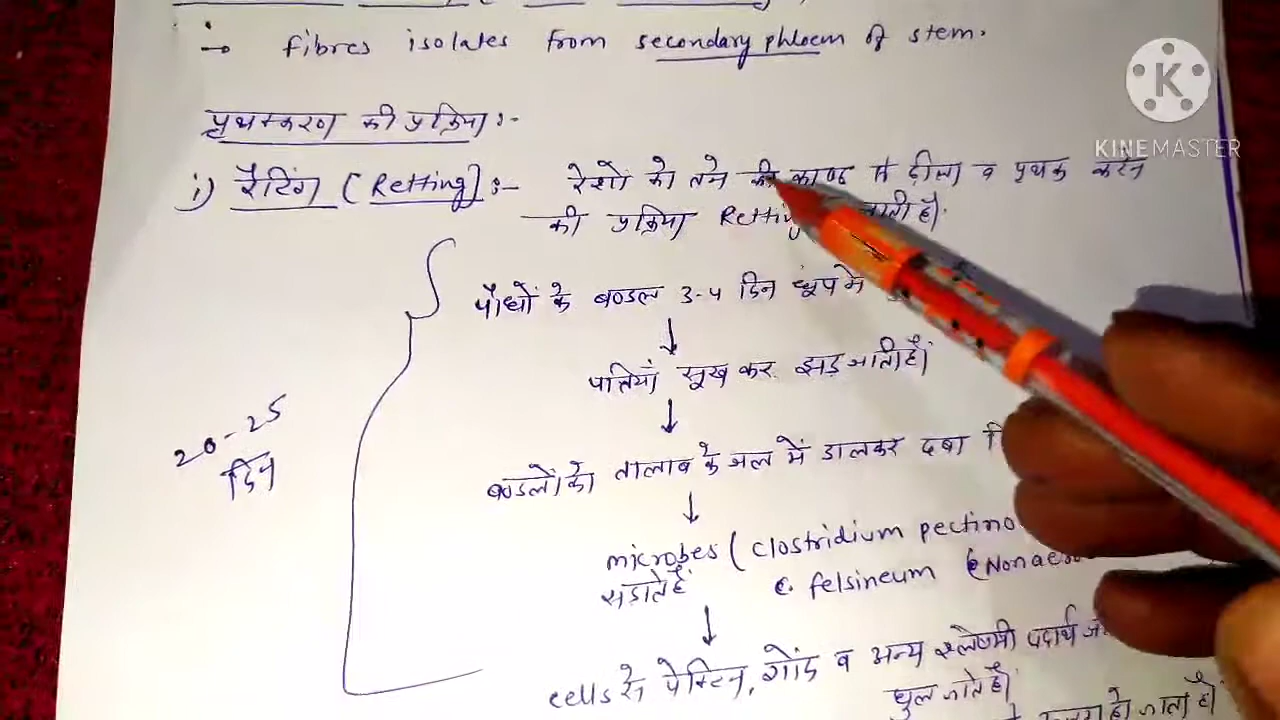 → fibres isolates from secondary phloem of stem.
पृथक्करण की प्रक्रिया :-
i) रैटिंग (Retting) :- रेशों को तने की काण्ड से ढीला व पृथक करने
की प्रक्रिया Retting जाती है।
पौधों के बण्डल 3-4 दिन धूप में
↓
पत्तियां सूख कर झड़ जाती है।
↓
20-25
दिन
बण्डलों को तालाब के जल में डालकर दबा
↓
microbes (clostridium pectino
सड़ाते हैं C. felsineum (Nonae
↓
cells से पेक्टिन, गोंद व अन्य श्लेष्मी पदार्थ
घुल जाते है।
हो जाता है।
K
KINEMASTER